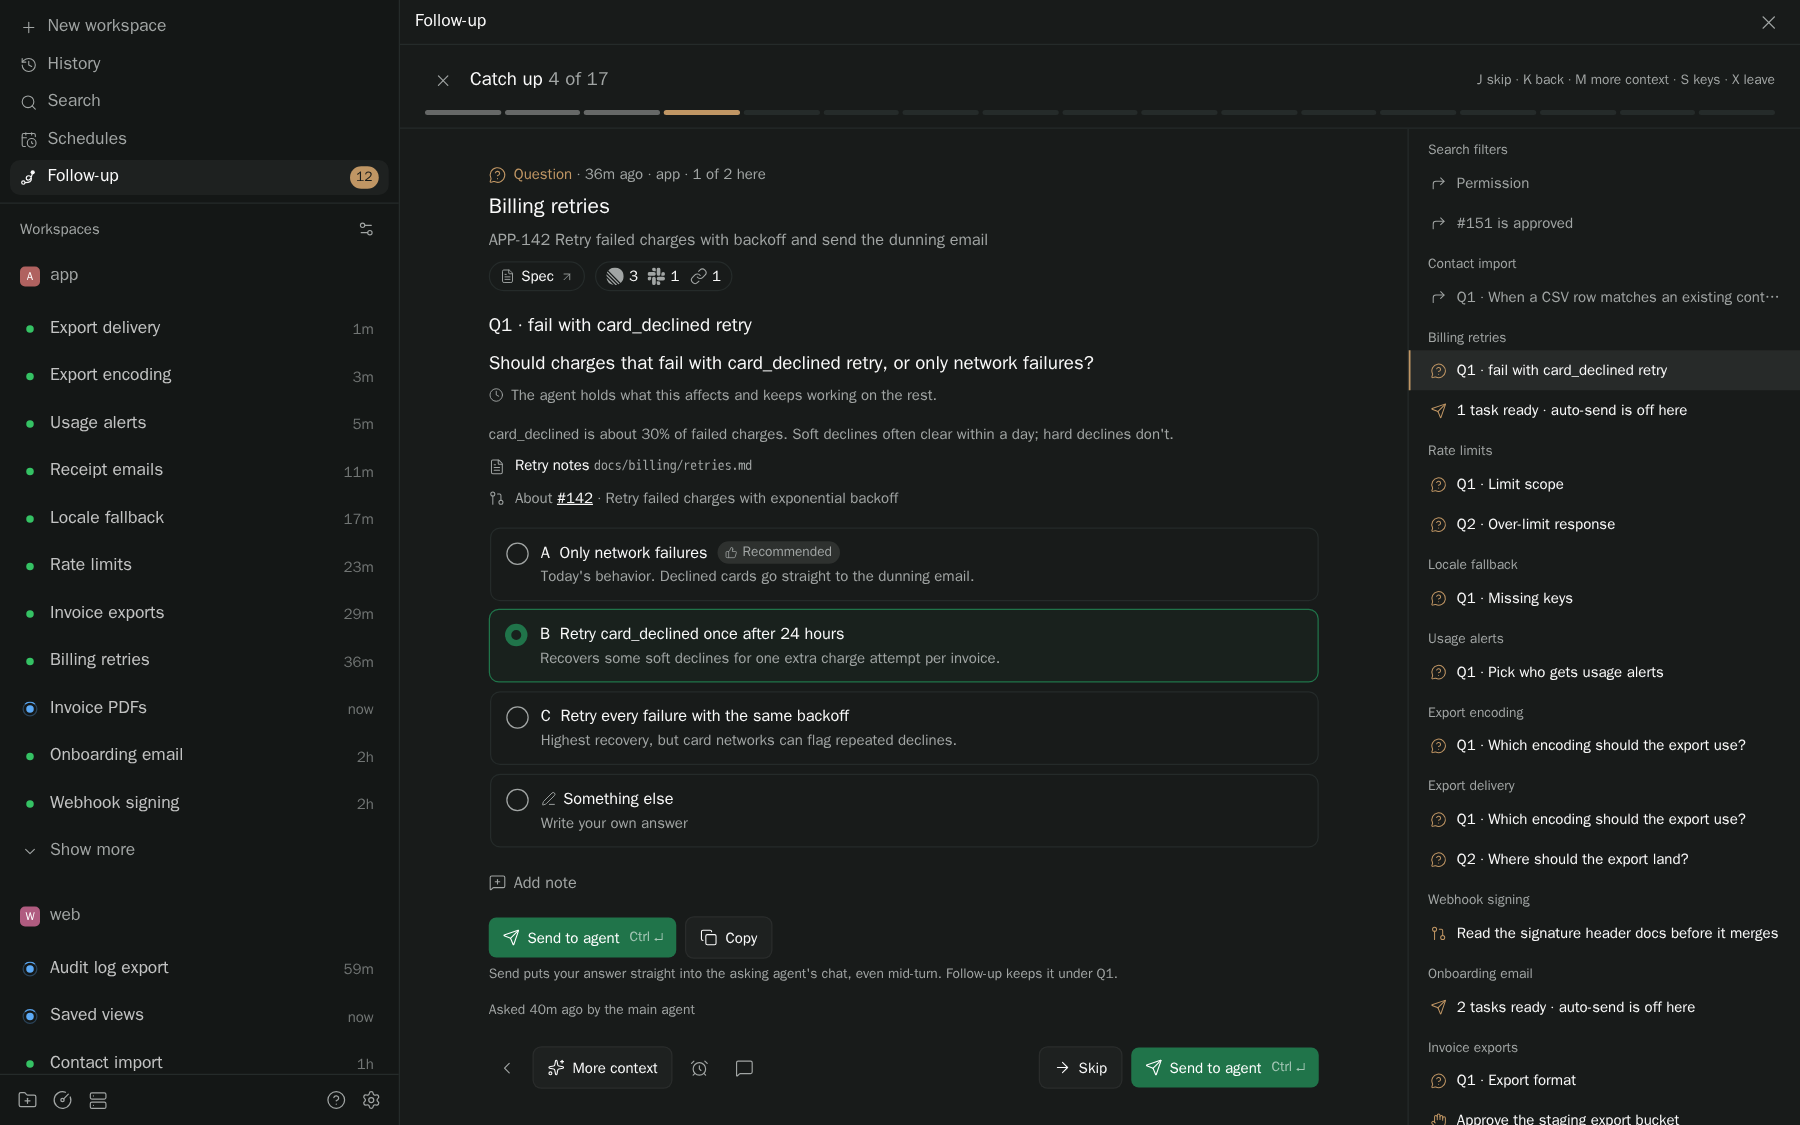 New workspace
History
Search
Schedules
Follow-up 12
Workspaces
A app
Export delivery 1m
Export encoding 3m
Usage alerts 5m
Receipt emails 11m
Locale fallback 17m
Rate limits 23m
Invoice exports 29m
Billing retries 36m
Invoice PDFs now
Onboarding email 2h
Webhook signing 2h
Show more
W web
Audit log export 59m
Saved views now
Contact import 1h
Follow-up
Catch up 4 of 17
J skip · K back · M more context · S keys · X leave
Question · 36m ago · app · 1 of 2 here
Billing retries
APP-142 Retry failed charges with backoff and send the dunning email
Spec 3 1 1
Q1 · fail with card_declined retry
Should charges that fail with card_declined retry, or only network failures?
The agent holds what this affects and keeps working on the rest.
card_declined is about 30% of failed charges. Soft declines often clear within a day; hard declines don't.
Retry notes docs/billing/retries.md
About #142 · Retry failed charges with exponential backoff
A Only network failures Recommended
Today's behavior. Declined cards go straight to the dunning email.
B Retry card_declined once after 24 hours
Recovers some soft declines for one extra charge attempt per invoice.
C Retry every failure with the same backoff
Highest recovery, but card networks can flag repeated declines.
Something else
Write your own answer
Add note
Send to agent Ctrl ↵ Copy
Send puts your answer straight into the asking agent's chat, even mid-turn. Follow-up keeps it under Q1.
Asked 40m ago by the main agent
More context Skip Send to agent Ctrl ↵
Search filters
Permission
#151 is approved
Contact import
Q1 · When a CSV row matches an existing cont···
Billing retries
Q1 · fail with card_declined retry
1 task ready · auto-send is off here
Rate limits
Q1 · Limit scope
Q2 · Over-limit response
Locale fallback
Q1 · Missing keys
Usage alerts
Q1 · Pick who gets usage alerts
Export encoding
Q1 · Which encoding should the export use?
Export delivery
Q1 · Which encoding should the export use?
Q2 · Where should the export land?
Webhook signing
Read the signature header docs before it merges
Onboarding email
2 tasks ready · auto-send is off here
Invoice exports
Q1 · Export format
Approve the staging export bucket